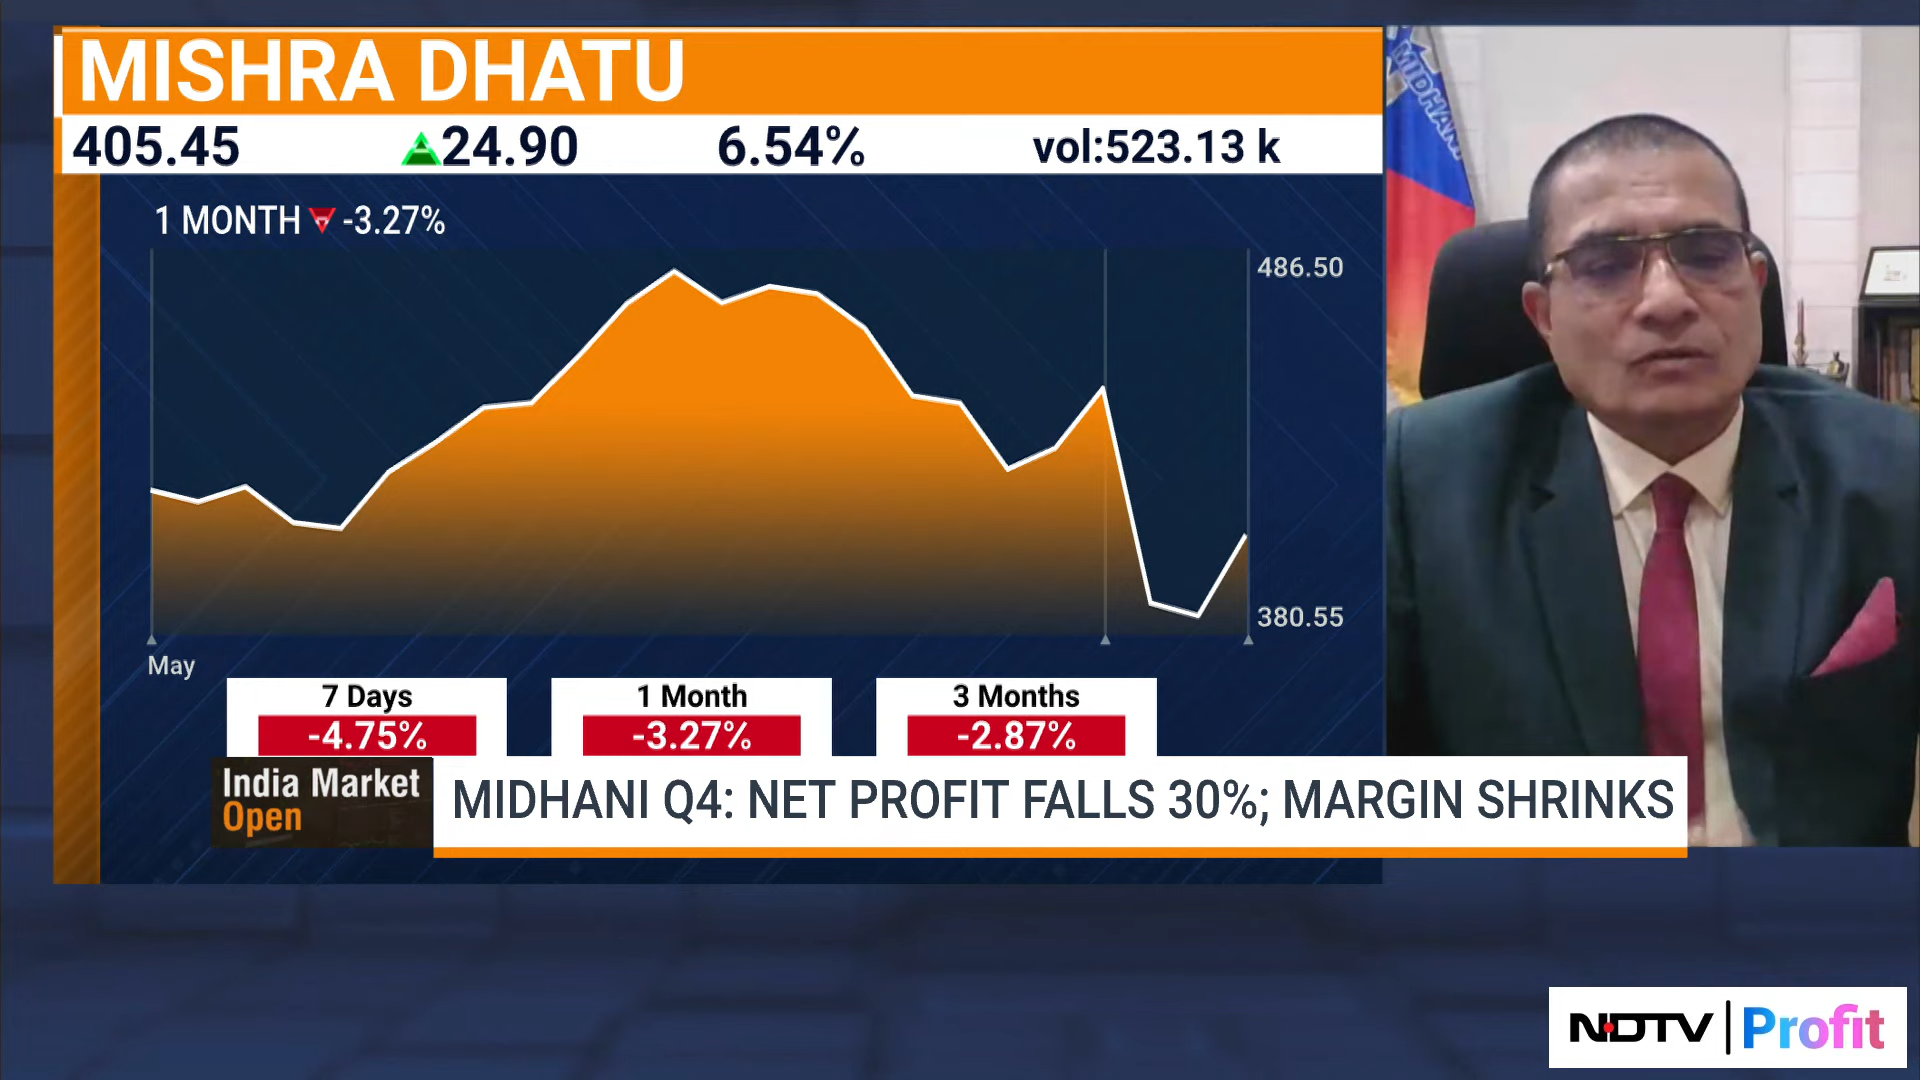 MISHRA DHATU
405.45 24.90 6.54% vol:523.13 k
1 MONTH -3.27%
486.50
380.55
May
7 Days
-4.75%
1 Month
-3.27%
3 Months
-2.87%
India Market
Open
MIDHANI Q4: NET PROFIT FALLS 30%; MARGIN SHRINKS
MIDHANI
NDTV Profit